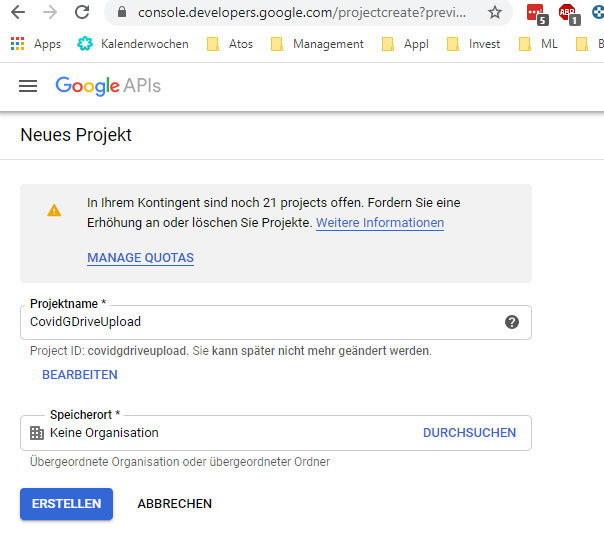 console.developers.google.com/projectcreate?previ...
5
ABP
1
Apps
Kalenderwochen
Atos
Management
Appl
Invest
ML
B
Google APIs
Neues Projekt
In Ihrem Kontingent sind noch 21 projects offen. Fordern Sie eine
Erhöhung an oder löschen Sie Projekte. Weitere Informationen
MANAGE QUOTAS
Projektname *
CovidGDriveUpload
Project ID: covidgdriveupload. Sie kann später nicht mehr geändert werden.
BEARBEITEN
Speicherort *
Keine Organisation
DURCHSUCHEN
Übergeordnete Organisation oder übergeordneter Ordner
ERSTELLEN
ABBRECHEN